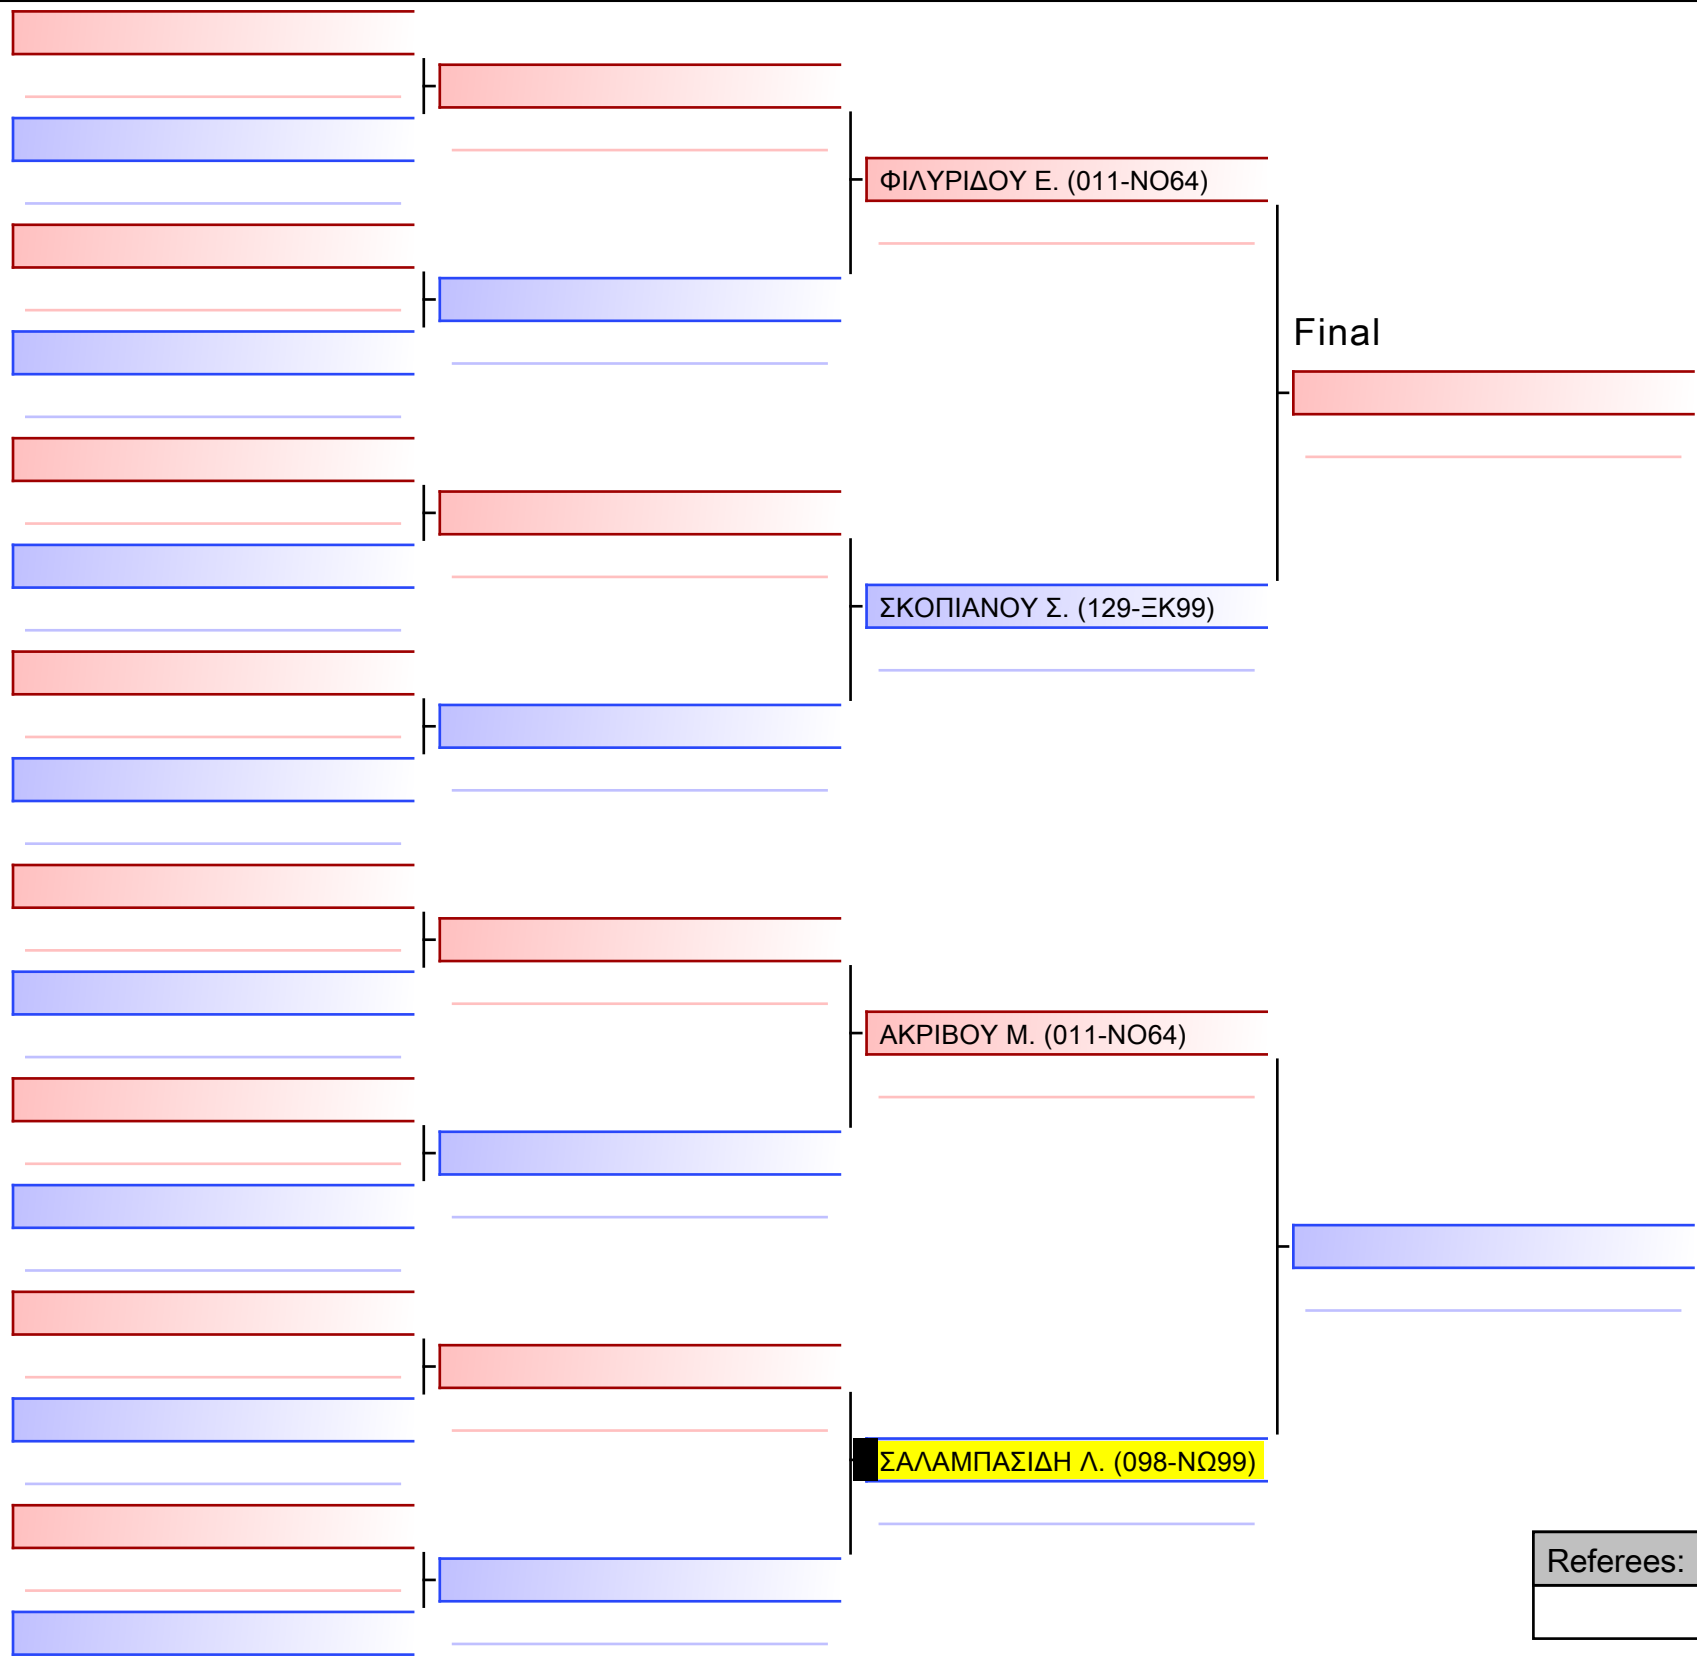 ΦΙΛΥΡΙΔΟΥ Ε. (011-ΝΟ64)
Final
ΣΚΟΠΙΑΝΟΥ Σ. (129-ΞΚ99)
ΑΚΡΙΒΟΥ Μ. (011-ΝΟ64)
ΣΑΛΑΜΠΑΣΙΔΗ Λ. (098-ΝΩ99)
Referees: